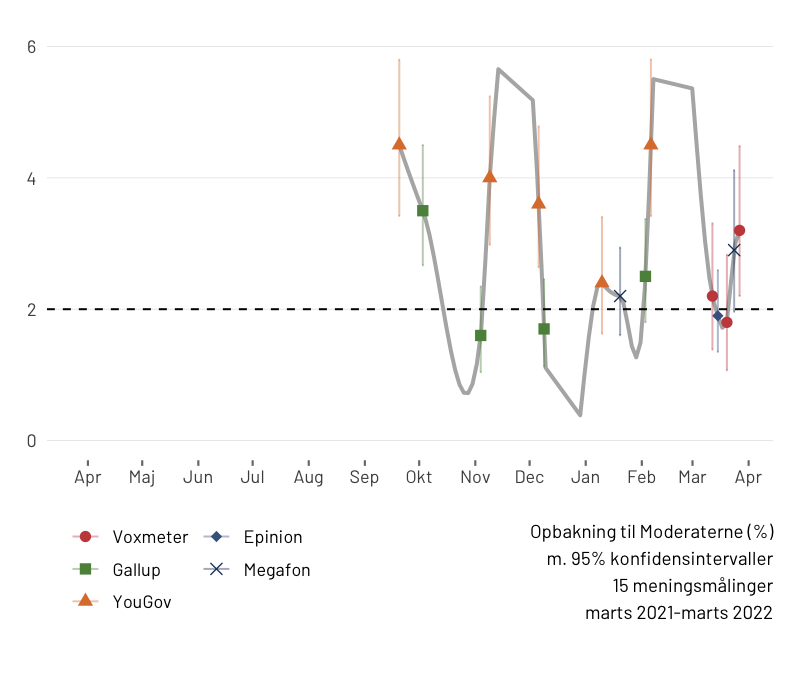 6
4
2
0
Apr Maj Jun Jul Aug Sep Okt Nov Dec Jan Feb Mar Apr
Voxmeter Epinion
Gallup Megafon
YouGov
Opbakning til Moderaterne (%)
m. 95% konfidensintervaller
15 meningsmålinger
marts 2021-marts 2022